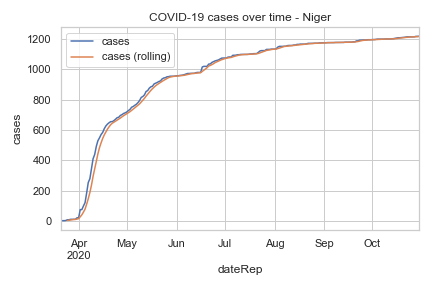 COVID-19 cases over time - Niger
cases
cases (rolling)
1200
1000
800
600
400
200
0
cases
Apr
2020
May
Jun
Jul
Aug
Sep
Oct
dateRep